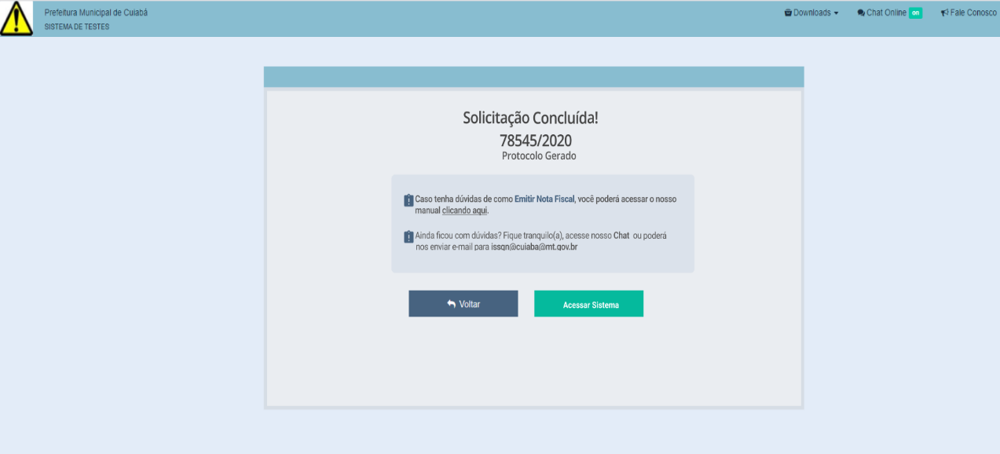 Prefeitura Municipal de Cuiabá
SISTEMA DE TESTES
Downloads
Chat Online on
Fale Conosco
Solicitação Concluída!
78545/2020
Protocolo Gerado
Caso tenha dúvidas de como Emitir Nota Fiscal, você poderá acessar o nosso
manual clicando aqui.
Ainda ficou com dúvidas? Fique tranquilo(a), acesse nosso Chat ou poderá
nos enviar e-mail para issqn@cuiaba@mt.gov.br
Voltar
Acessar Sistema